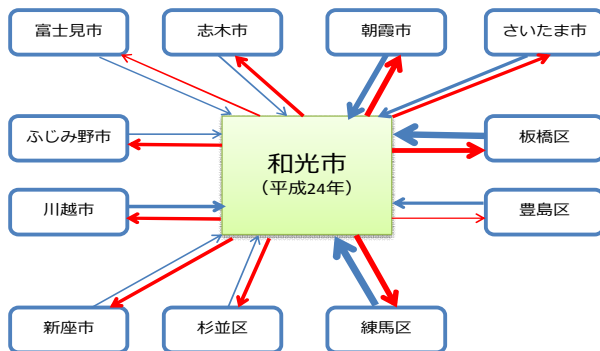 富士見市
志木市
朝霞市
さいたま市
ふじみ野市
和光市
(平成24年)
板橋区
川越市
豊島区
新座市
杉並区
練馬区